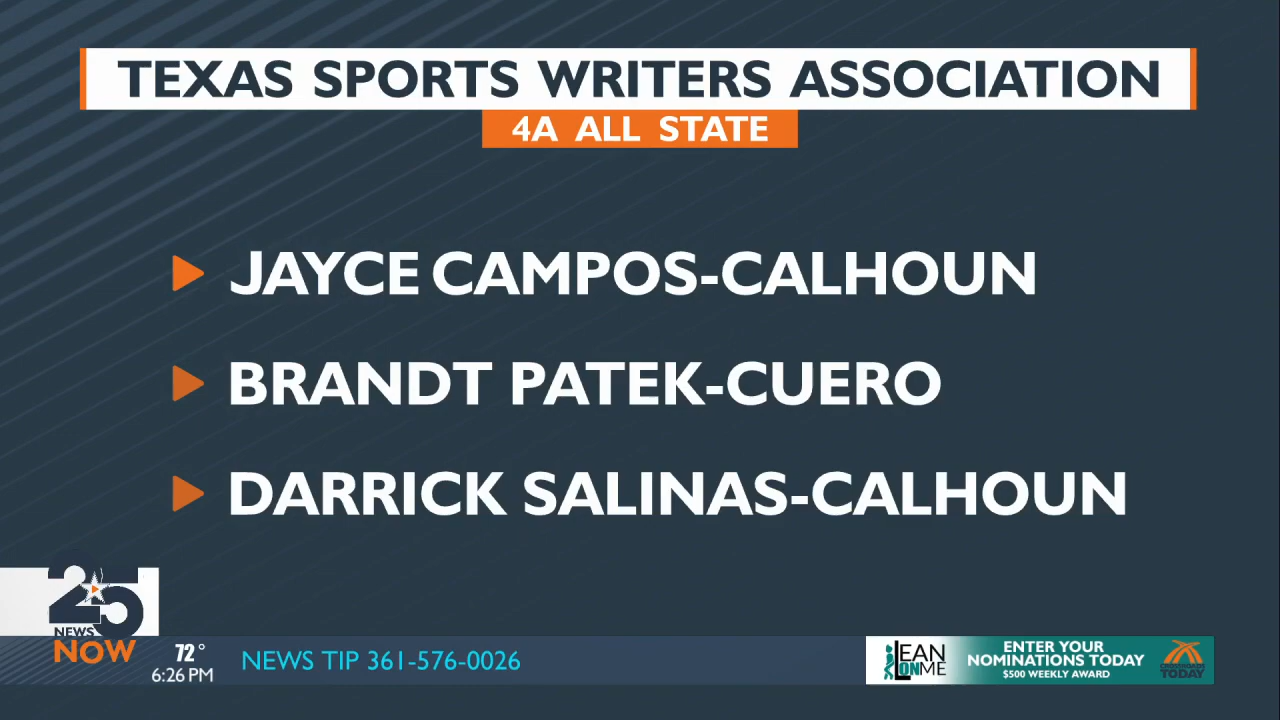 TEXAS SPORTS WRITERS ASSOCIATION
4A ALL STATE
JAYCE CAMPOS-CALHOUN
BRANDT PATEK-CUERO
DARRICK SALINAS-CALHOUN
25
NEWS
NOW
72°
6:26 PM
NEWS TIP 361-576-0026
LEAN
ON ME
ENTER YOUR
NOMINATIONS TODAY
$500 WEEKLY AWARD
CROSSROADS
TODAY